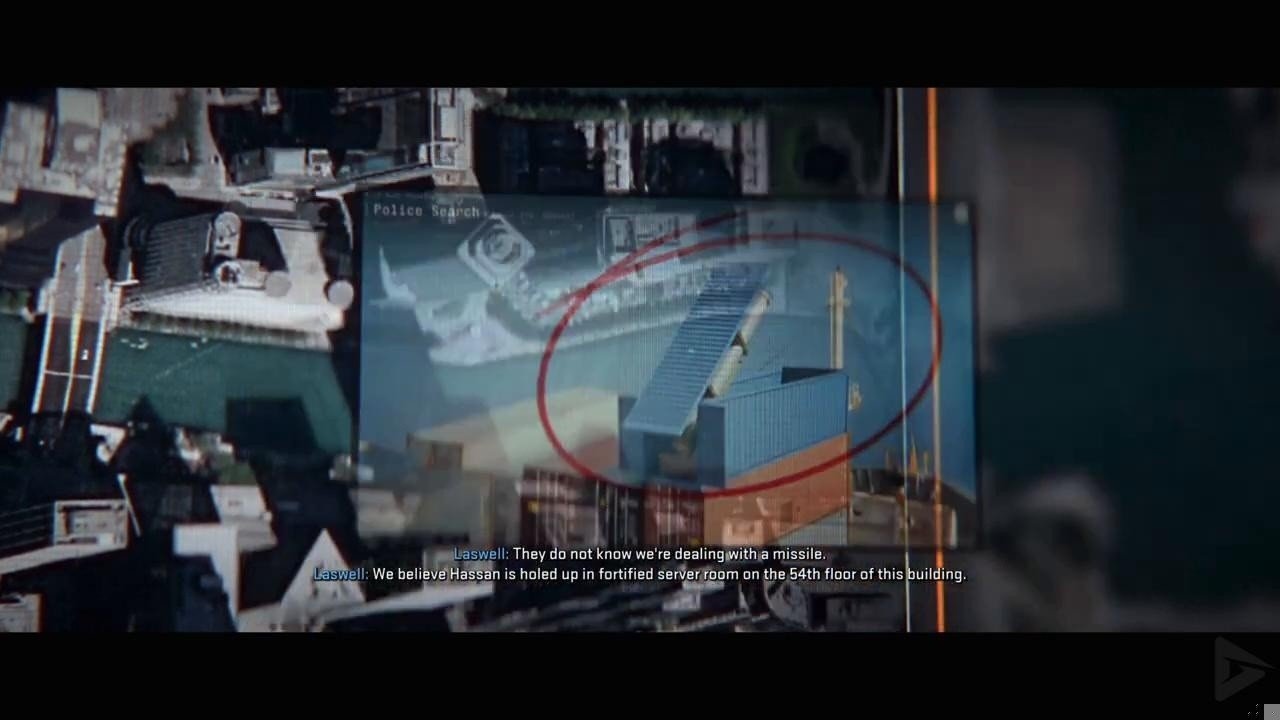 Police Search
Laswell: They do not know we're dealing with a missile.
Laswell: We believe Hassan is holed up in fortified server room on the 54th floor of this building.